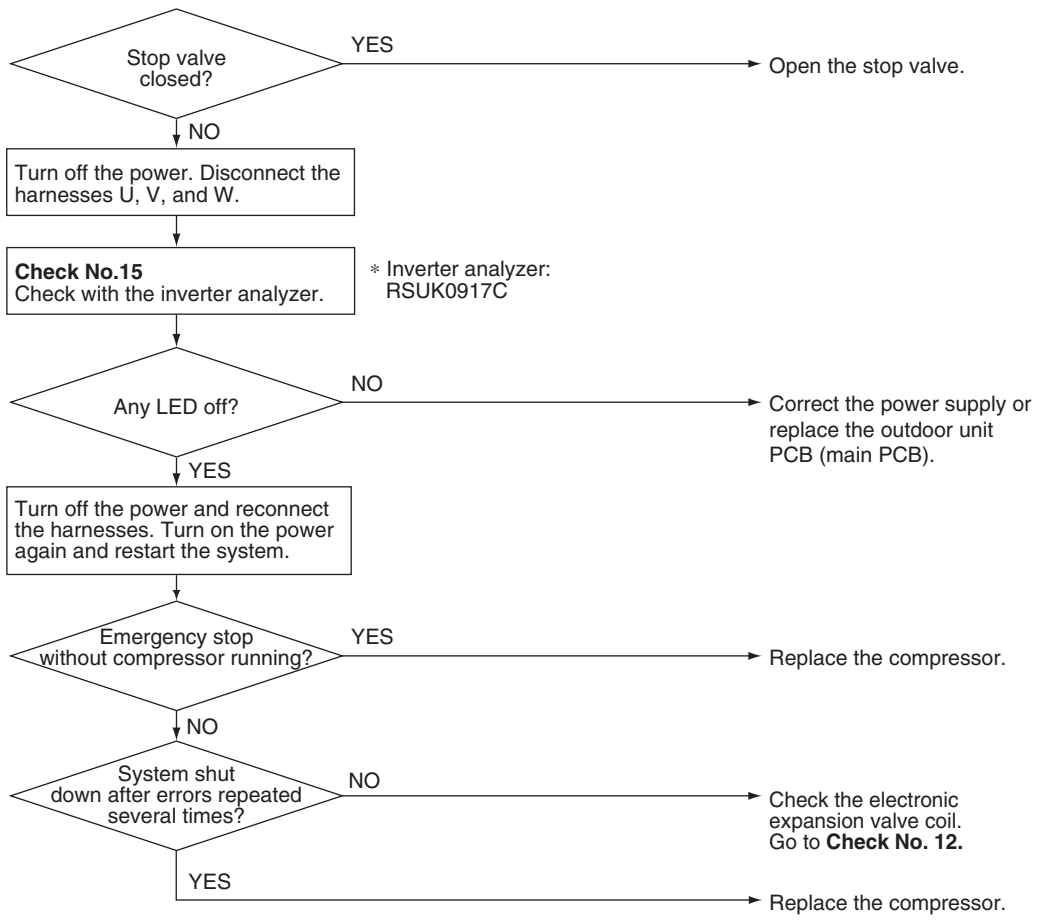 Stop valve
closed?
YES
Open the stop valve.
NO
Turn off the power. Disconnect the
harnesses U, V, and W.
Check No.15
Check with the inverter analyzer.
* Inverter analyzer:
RSUK0917C
Any LED off?
NO
Correct the power supply or
replace the outdoor unit
PCB (main PCB).
YES
Turn off the power and reconnect
the harnesses. Turn on the power
again and restart the system.
Emergency stop
without compressor running?
YES
Replace the compressor.
NO
System shut
down after errors repeated
several times?
NO
Check the electronic
expansion valve coil.
Go to Check No. 12.
YES
Replace the compressor.